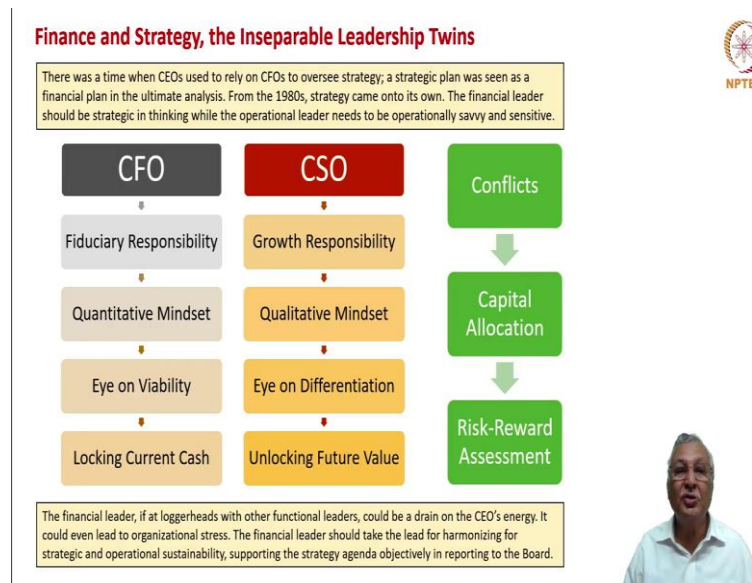 Finance and Strategy, the Inseparable Leadership Twins
There was a time when CEOs used to rely on CFOs to oversee strategy; a strategic plan was seen as a
financial plan in the ultimate analysis. From the 1980s, strategy came onto its own. The financial leader
should be strategic in thinking while the operational leader needs to be operationally savvy and sensitive.
NPTE
CFO
Fiduciary Responsibility
Quantitative Mindset
Eye on Viability
Locking Current Cash
CSO
Growth Responsibility
Qualitative Mindset
Eye on Differentiation
Unlocking Future Value
Conflicts
Capital
Allocation
Risk-Reward
Assessment
The financial leader, if at loggerheads with other functional leaders, could be a drain on the CEO's energy. It
could even lead to organizational stress. The financial leader should take the lead for harmonizing for
strategic and operational sustainability, supporting the strategy agenda objectively in reporting to the Board.